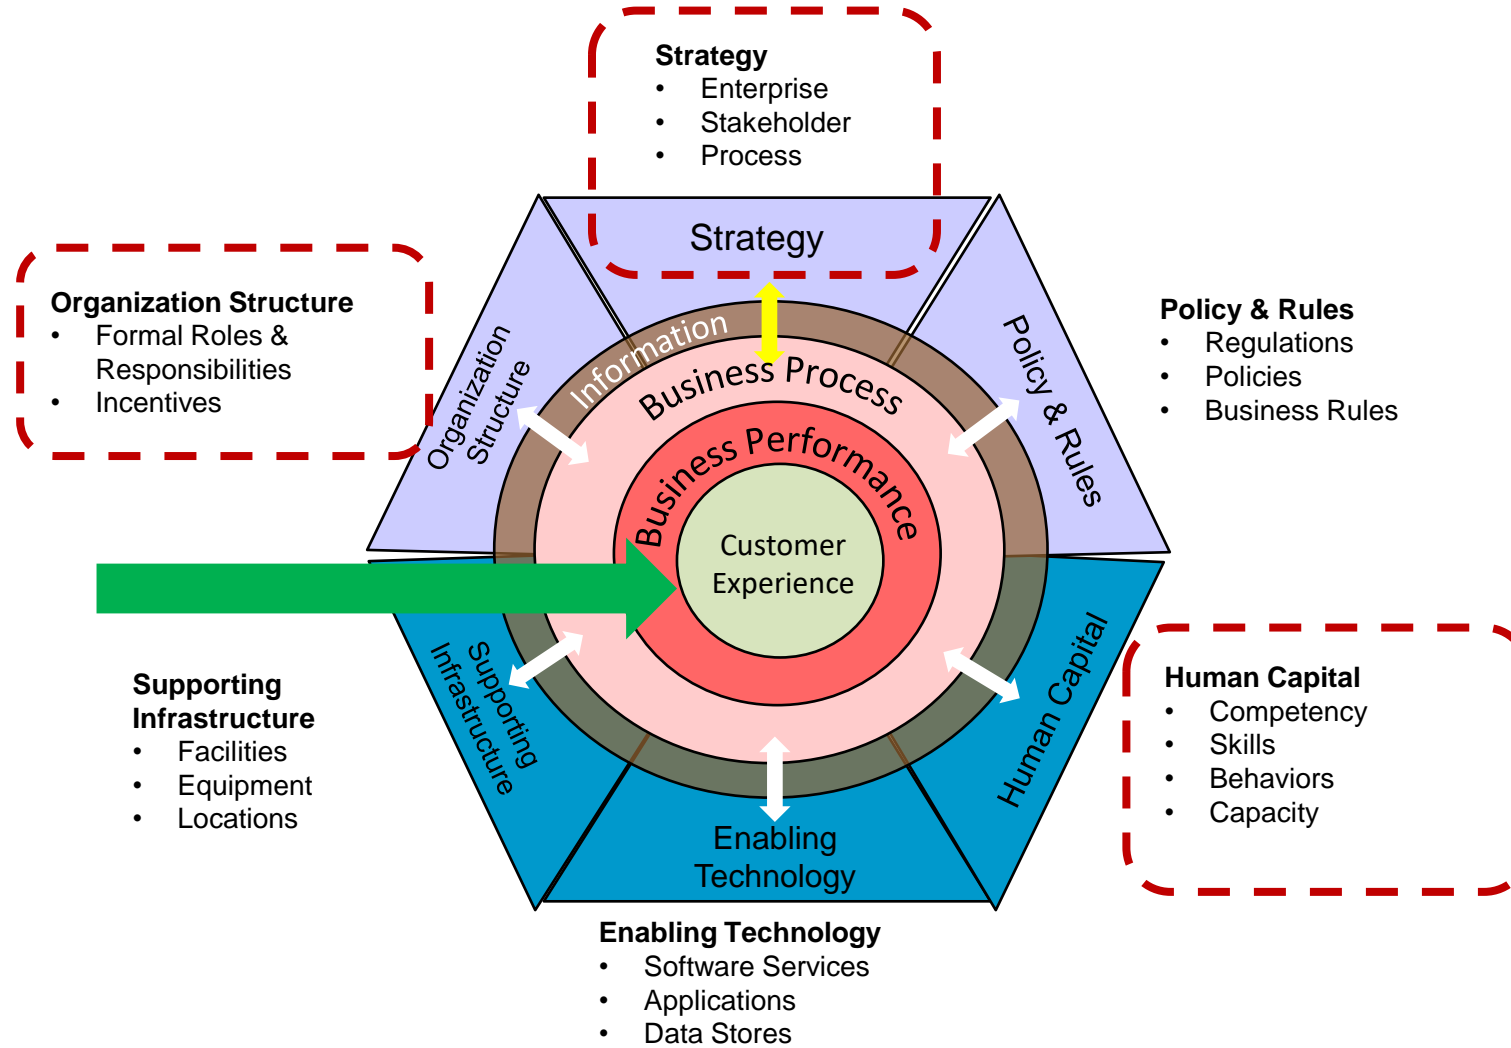 Strategy
• Enterprise
• Stakeholder
• Process
Strategy
Organization Structure
• Formal Roles &
Responsibilities
• Incentives
Policy & Rules
• Regulations
• Policies
• Business Rules
Organization
Structure
Information
Business Process
Business Performance
Policy & Rules
Customer
Experience
Supporting
Infrastructure
• Facilities
• Equipment
• Locations
Supporting
Infrastructure
Human Capital
Human Capital
• Competency
• Skills
• Behaviors
• Capacity
Enabling
Technology
Enabling Technology
• Software Services
• Applications
• Data Stores